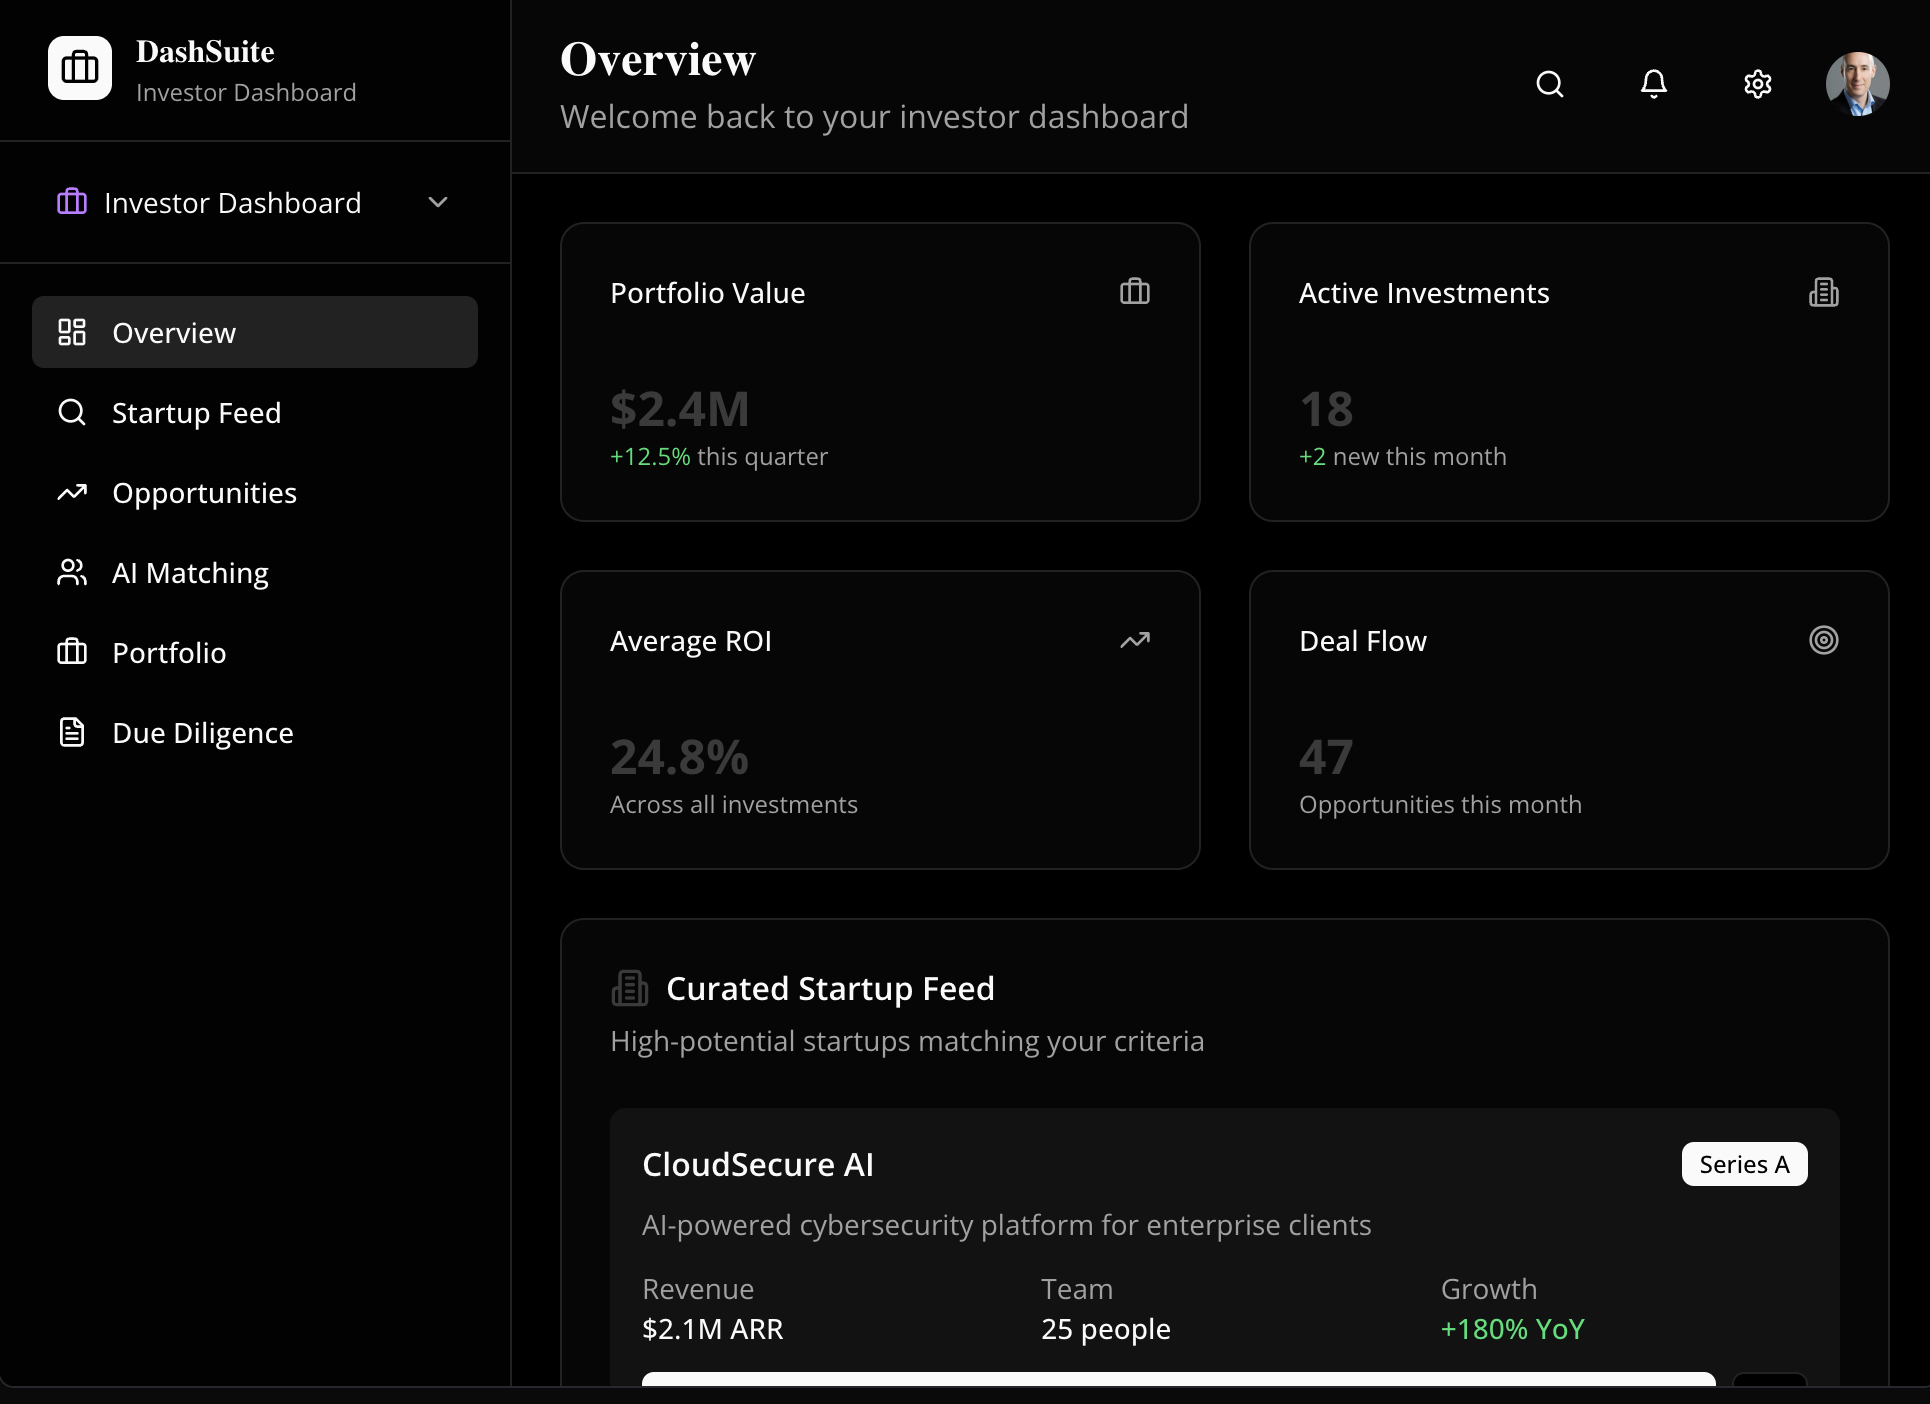 DashSuite
Investor Dashboard
Investor Dashboard
Overview
Startup Feed
Opportunities
AI Matching
Portfolio
Due Diligence
Overview
Welcome back to your investor dashboard
Portfolio Value
$2.4M
+12.5% this quarter
Active Investments
18
+2 new this month
Average ROI
24.8%
Across all investments
Deal Flow
47
Opportunities this month
Curated Startup Feed
High-potential startups matching your criteria
CloudSecure AI
Series A
AI-powered cybersecurity platform for enterprise clients
Revenue
$2.1M ARR
Team
25 people
Growth
+180% YoY